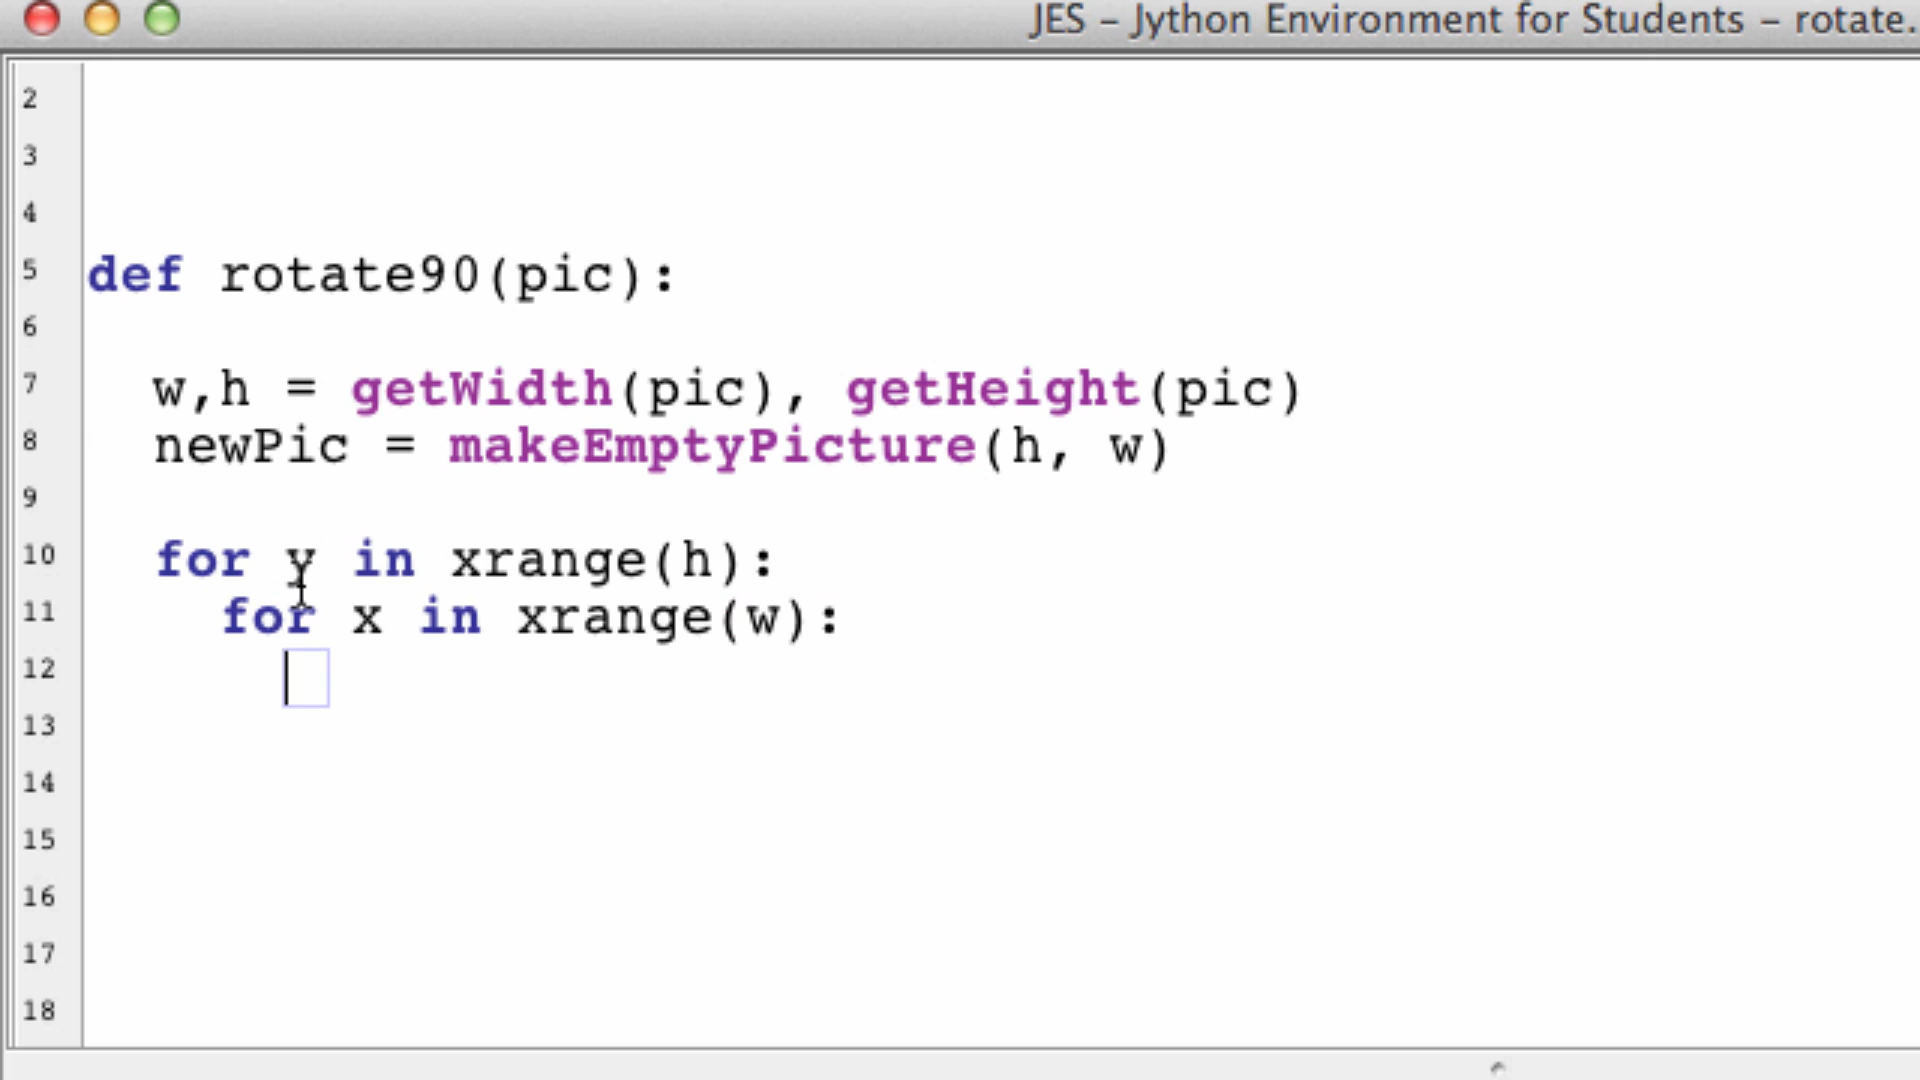 JES – Jython Environment for Students – rotate.
2
3
4
5 def rotate90(pic):
6
7 w,h = getWidth(pic), getHeight(pic)
8 newPic = makeEmptyPicture(h, w)
9
10 for y in xrange(h):
11 for x in xrange(w):
12
13
14
15
16
17
18